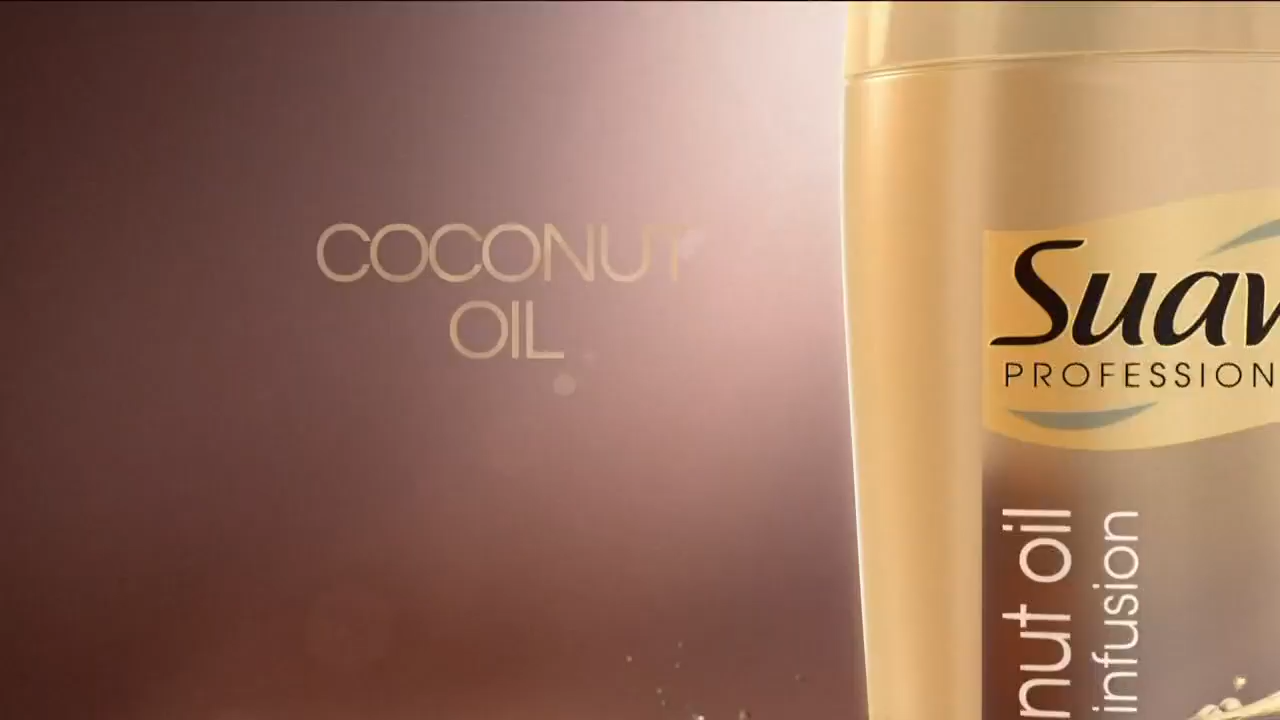 COCONUT
OIL
Suav
PROFESSION
nut oil
infusion